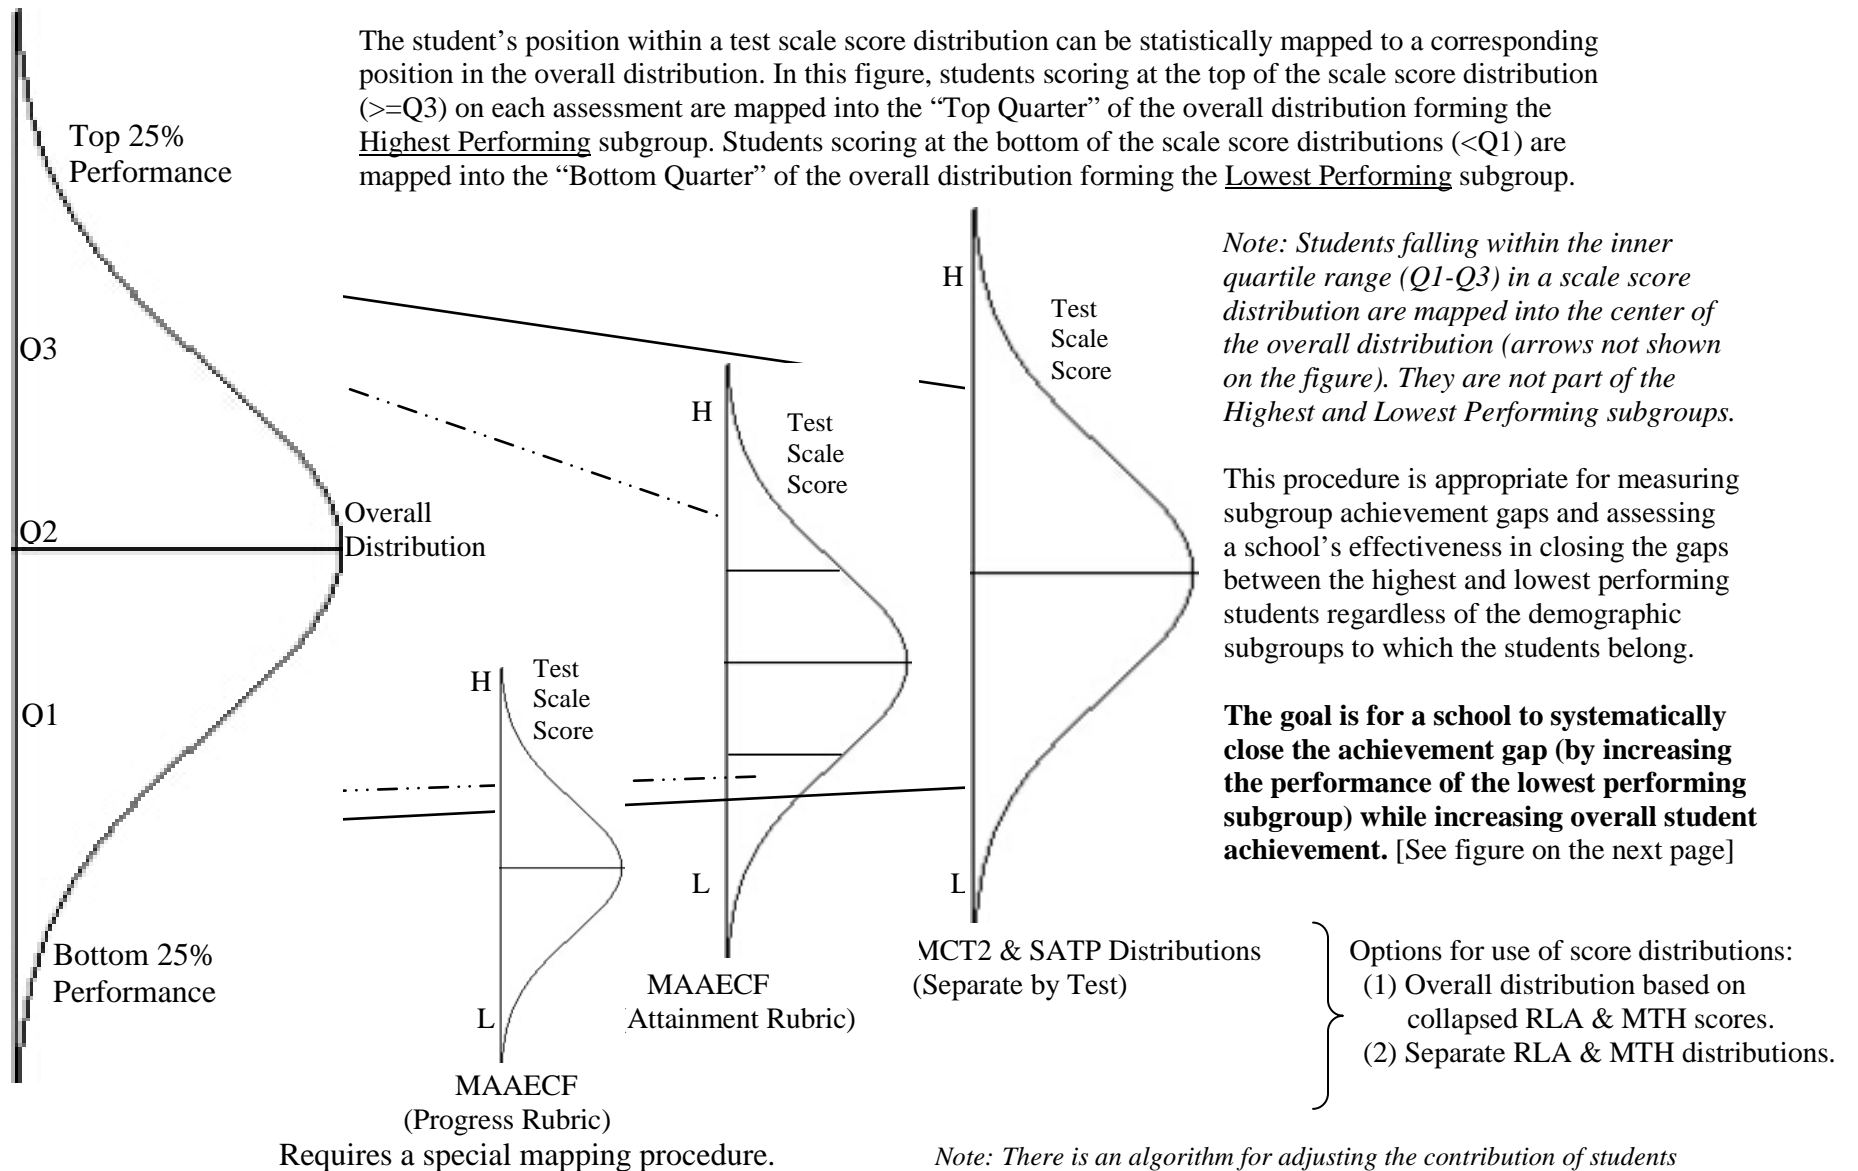 The student’s position within a test scale score distribution can be statistically mapped to a corresponding
position in the overall distribution. In this figure, students scoring at the top of the scale score distribution
(>=Q3) on each assessment are mapped into the “Top Quarter” of the overall distribution forming the
Highest Performing subgroup. Students scoring at the bottom of the scale score distributions (<Q1) are
mapped into the “Bottom Quarter” of the overall distribution forming the Lowest Performing subgroup.
Top 25%
Performance
Q3
Q2
Overall
Distribution
Q1
Bottom 25%
Performance
H
Test
Scale
Score
L
MAAECF
(Progress Rubric)
Requires a special mapping procedure.
H
Test
Scale
Score
L
MAAECF
(Attainment Rubric)
H
Test
Scale
Score
L
MCT2 & SATP Distributions
(Separate by Test)
Note: Students falling within the inner
quartile range (Q1-Q3) in a scale score
distribution are mapped into the center of
the overall distribution (arrows not shown
on the figure). They are not part of the
Highest and Lowest Performing subgroups.
This procedure is appropriate for measuring
subgroup achievement gaps and assessing
a school’s effectiveness in closing the gaps
between the highest and lowest performing
students regardless of the demographic
subgroups to which the students belong.
The goal is for a school to systematically
close the achievement gap (by increasing
the performance of the lowest performing
subgroup) while increasing overall student
achievement. [See figure on the next page]
Options for use of score distributions:
(1) Overall distribution based on
collapsed RLA & MTH scores.
(2) Separate RLA & MTH distributions.
Note: There is an algorithm for adjusting the contribution of students